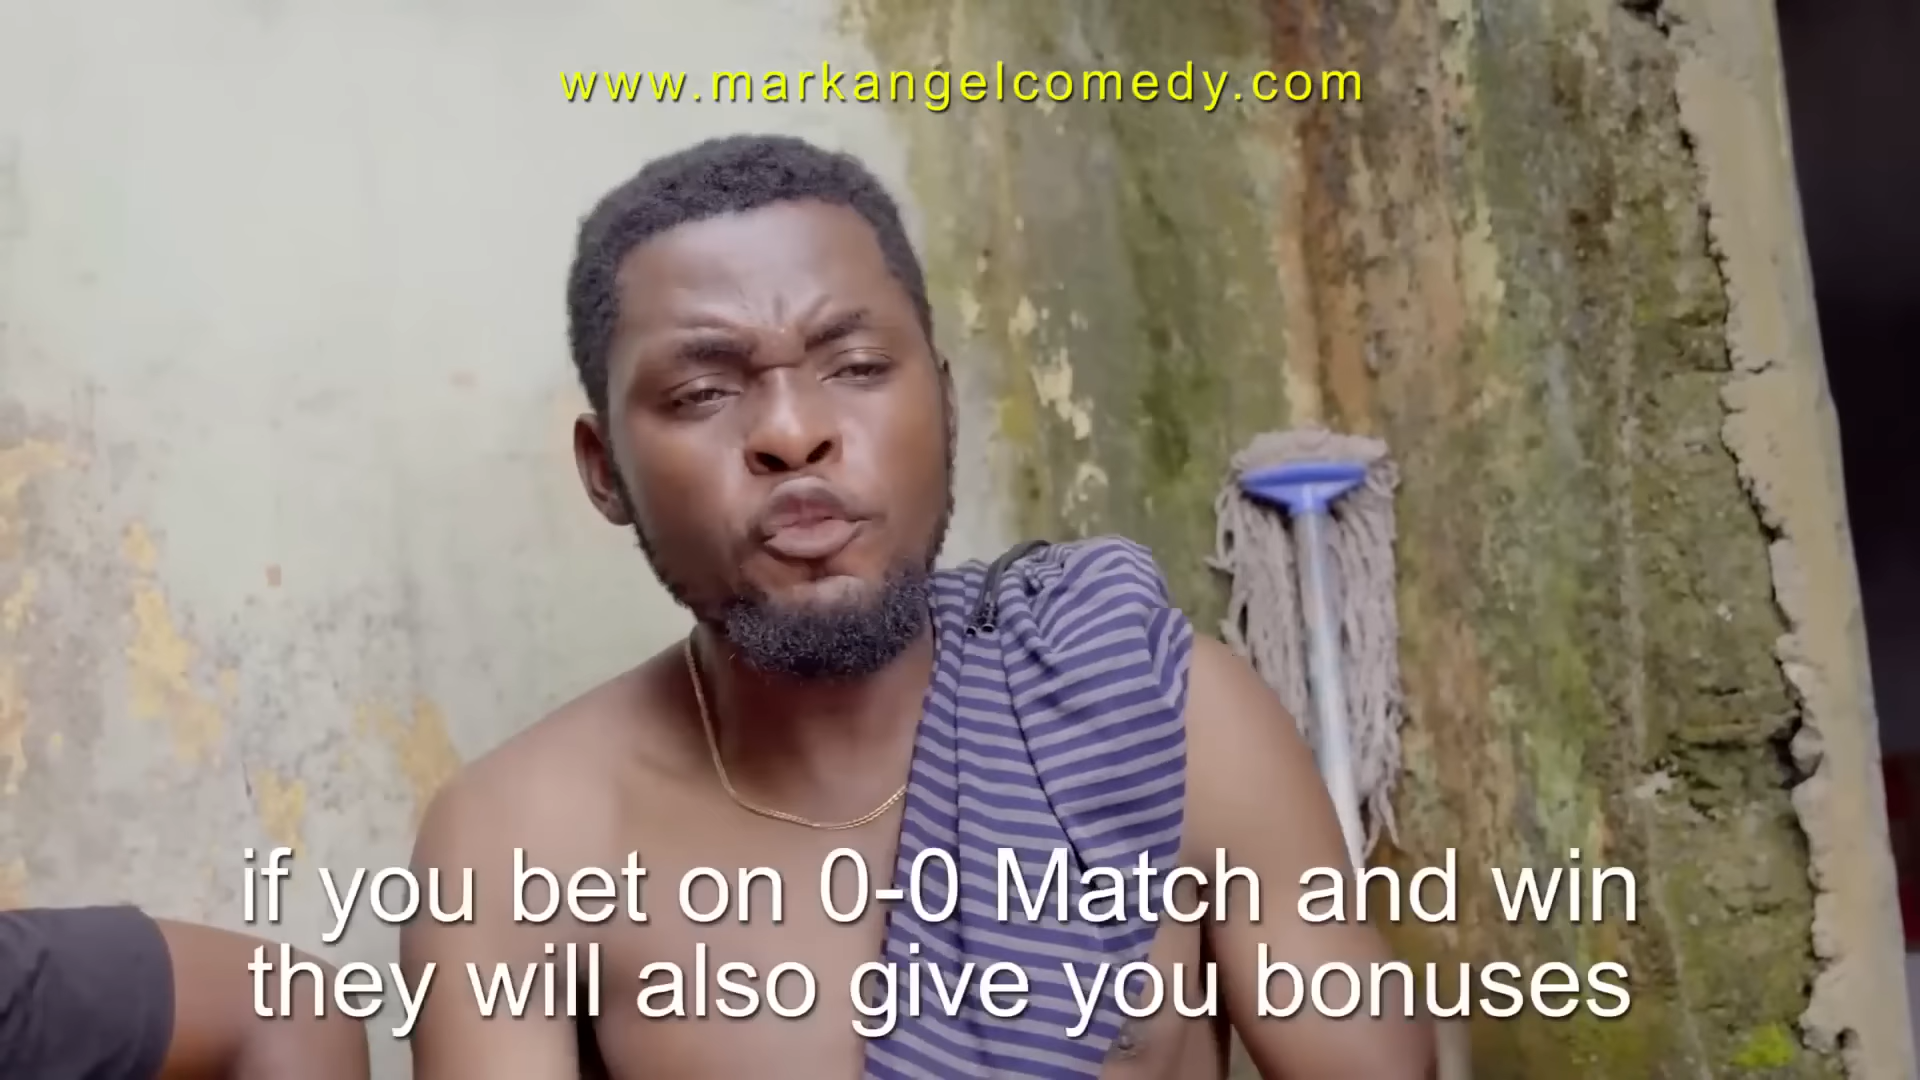 www.markangelcomedy.com
if you bet on 0-0 Match and win
they will also give you bonuses